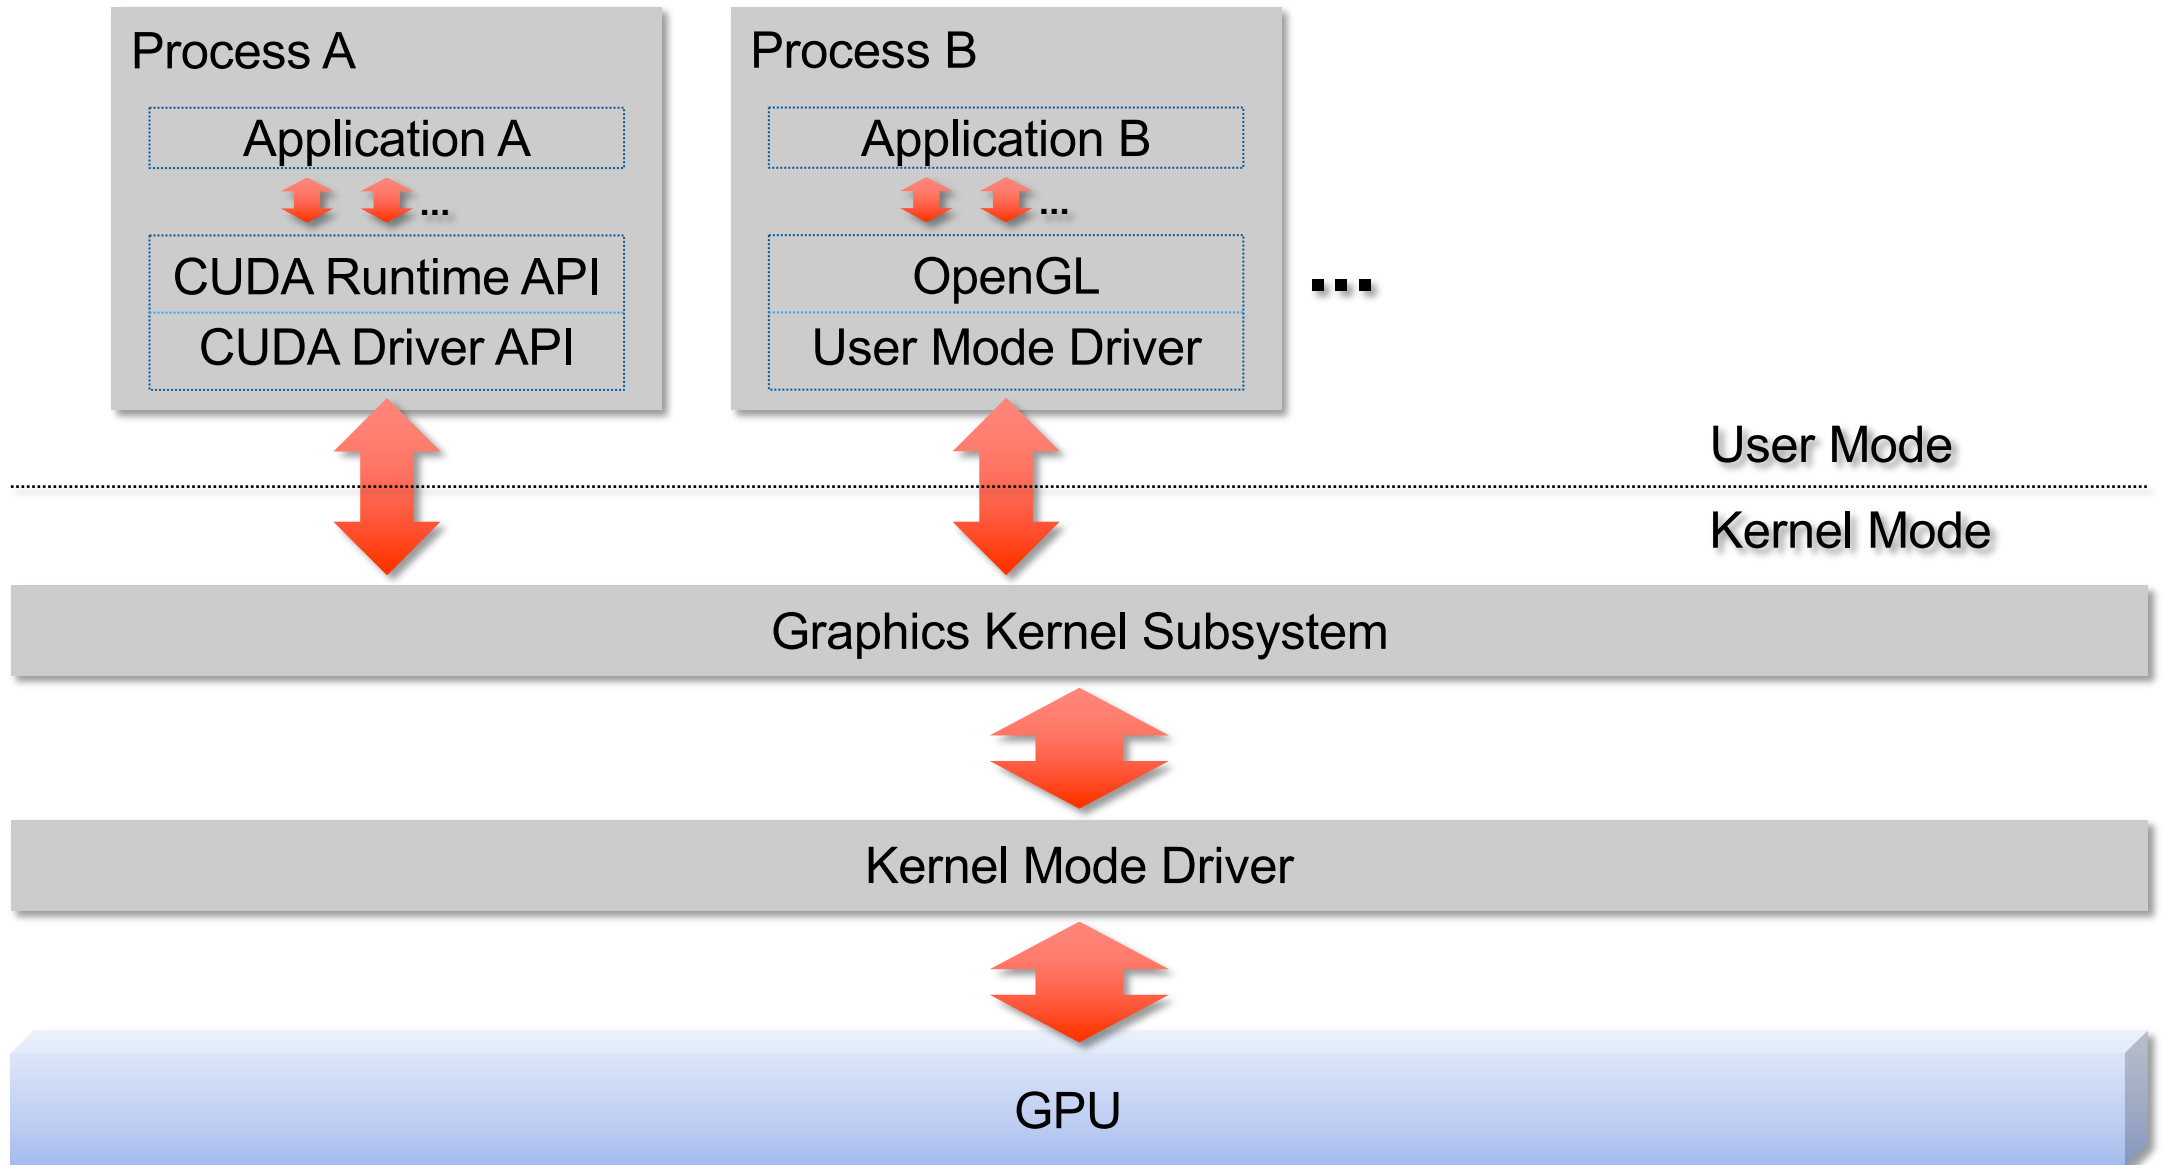 Process A
Application A
...
CUDA Runtime API
CUDA Driver API
Process B
Application B
...
OpenGL
User Mode Driver
...
User Mode
Kernel Mode
Graphics Kernel Subsystem
Kernel Mode Driver
GPU